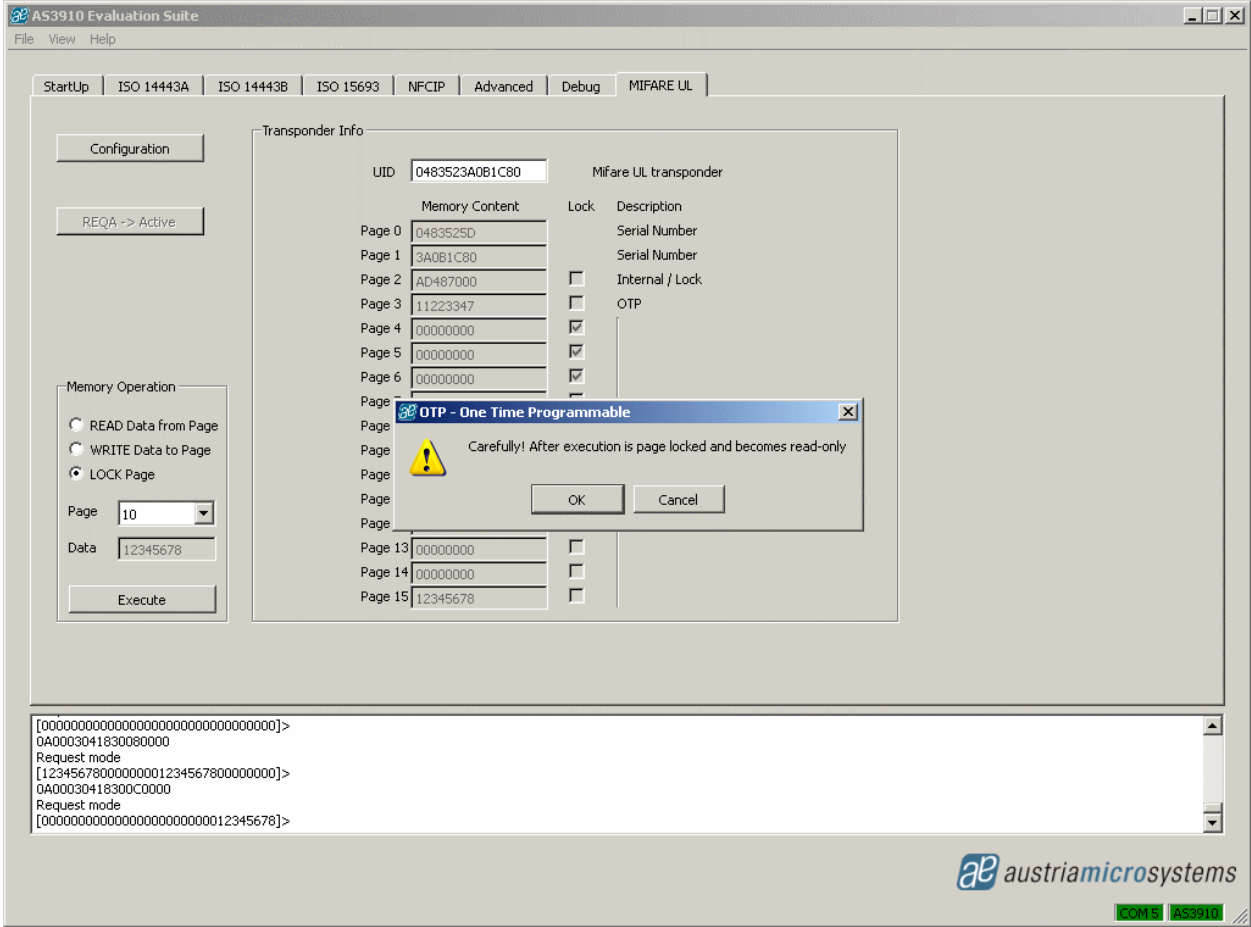 AS3910 Evaluation Suite
File View Help
StartUp ISO 14443A ISO 14443B ISO 15693 NFCIP Advanced Debug MIFARE UL
Configuration
REQA -> Active
Transponder Info
UID 0483523A0B1C80 Mifare UL transponder
Memory Content Lock Description
Page 0 0483525D Serial Number
Page 1 3A0B1C80 Serial Number
Page 2 AD487000 Internal / Lock
Page 3 11223347 OTP
Page 4 00000000
Page 5 00000000
Page 6 00000000
Page
Page
Page
Page
Page
Page
Page 13 00000000
Page 14 00000000
Page 15 12345678
Memory Operation
READ Data from Page
WRITE Data to Page
LOCK Page
Page 10
Data 12345678
Execute
OTP - One Time Programmable
Carefully! After execution is page locked and becomes read-only
OK Cancel
[00000000000000000000000000000000]>
0A0003041830080000
Request mode
[12345678000000001234567800000000]>
0A00030418300C0000
Request mode
[00000000000000000000000012345678]>
austriamicrosystems
COM 5 AS3910